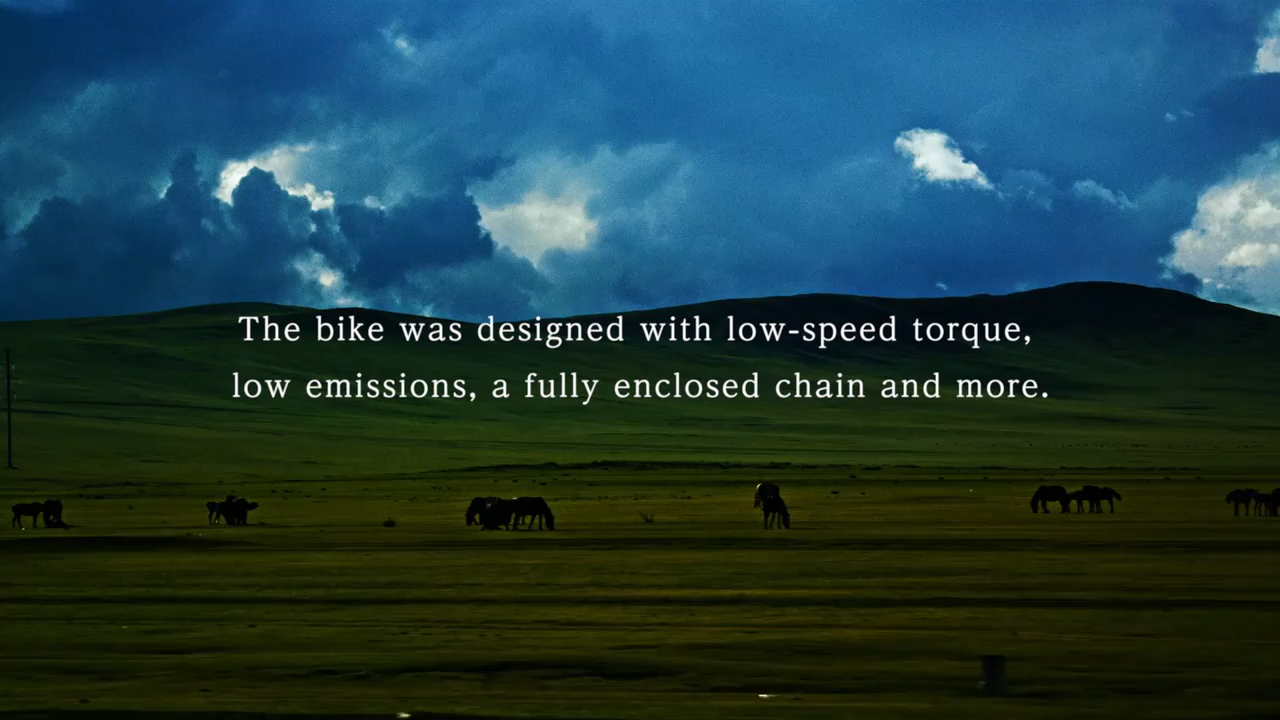 The bike was designed with low-speed torque,
low emissions, a fully enclosed chain and more.